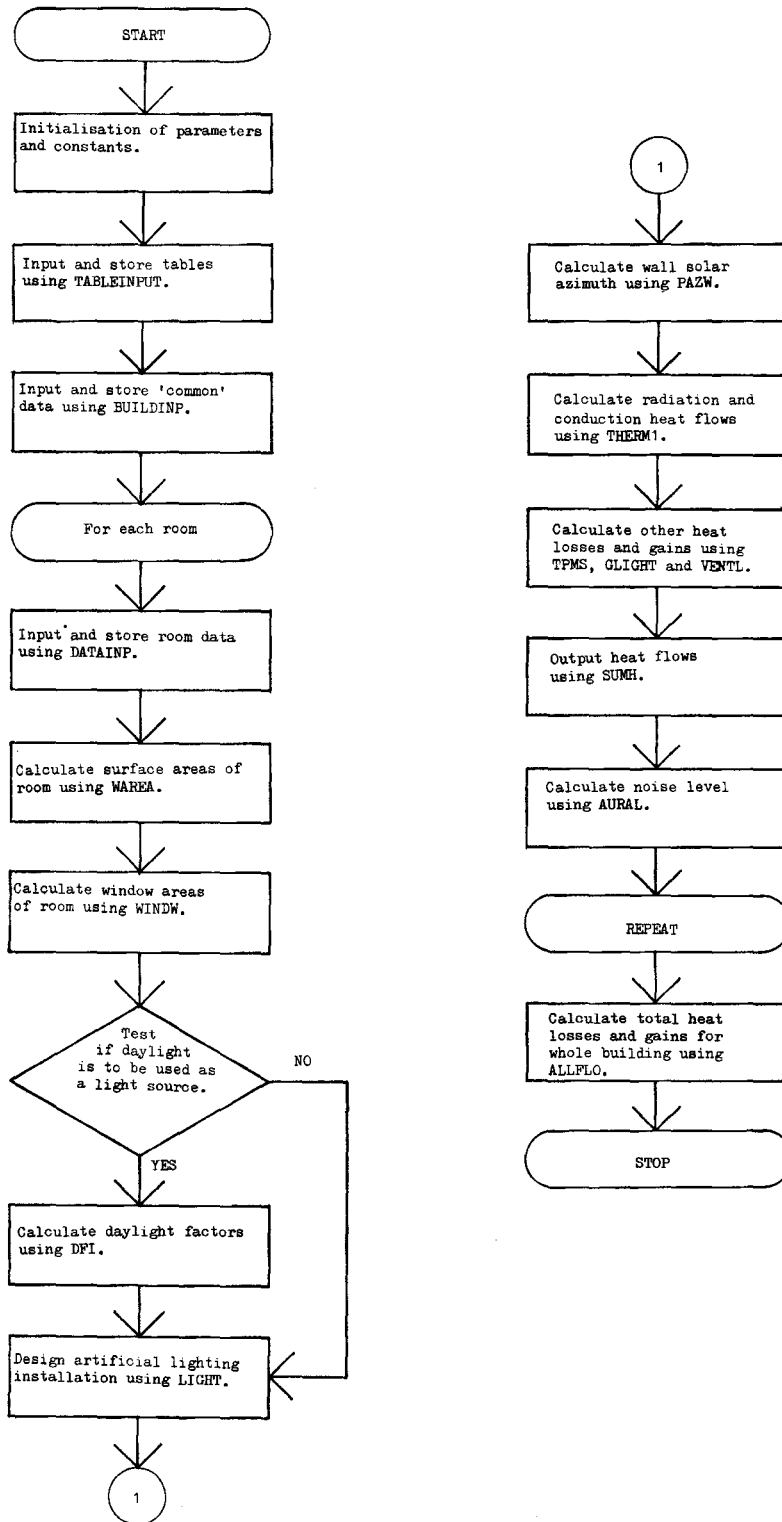 START
Initialisation of parameters
and constants.
Input and store tables
using TABLEINPUT.
Input and store 'common'
data using BUILDINP.
For each room
Input and store room data
using DATAINP.
Calculate surface areas of
room using WAREA.
Calculate window areas
of room using WINDW.
Test
if daylight
is to be used as
a light source.
NO
YES
Calculate daylight factors
using DFI.
Design artificial lighting
installation using LIGHT.
1
1
Calculate wall solar
azimuth using PAZW.
Calculate radiation and
conduction heat flows
using THERM1.
Calculate other heat
losses and gains using
TPMS, GLIGHT and VENTL.
Output heat flows
using SUMH.
Calculate noise level
using AURAL.
REPEAT
Calculate total heat
losses and gains for
whole building using
ALLFLO.
STOP